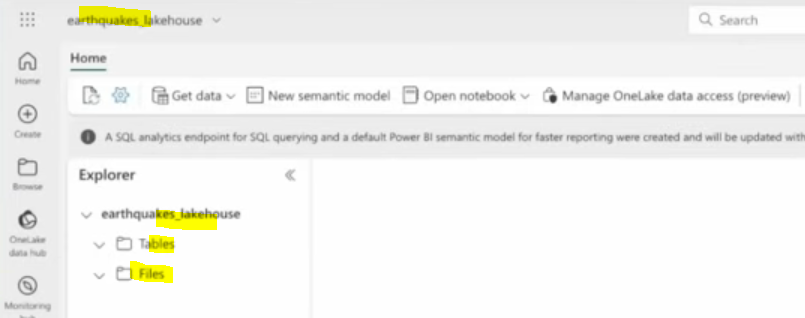 earthquakes_lakehouse
Search
Home
Home
Get data
New semantic model
Open notebook
Manage OneLake data access (preview)
Create
A SQL analytics endpoint for SQL querying and a default Power BI semantic model for faster reporting were created and will be updated with
Explorer
Browse
earthquakes_lakehouse
Tables
OneLake
data hub
Files
Monitoring
hub